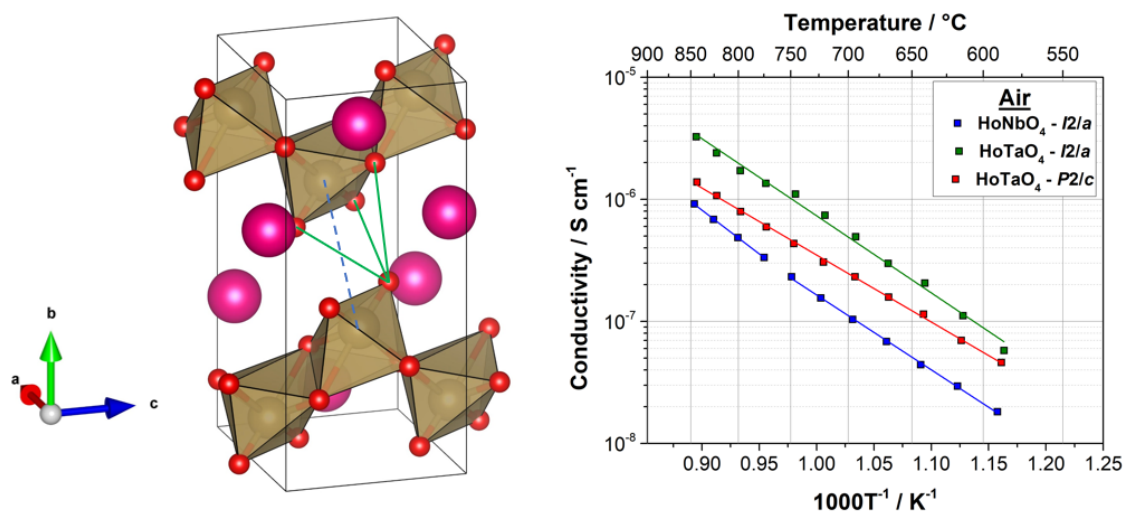 b
a
c
Temperature / °C
900 850 800 750 700 650 600 550
10⁻⁵
10⁻⁶
10⁻⁷
10⁻⁸
Conductivity / S cm⁻¹
Air
HoNbO₄ - I2/a
HoTaO₄ - I2/a
HoTaO₄ - P2/c
0.90 0.95 1.00 1.05 1.10 1.15 1.20 1.25
1000T⁻¹ / K⁻¹